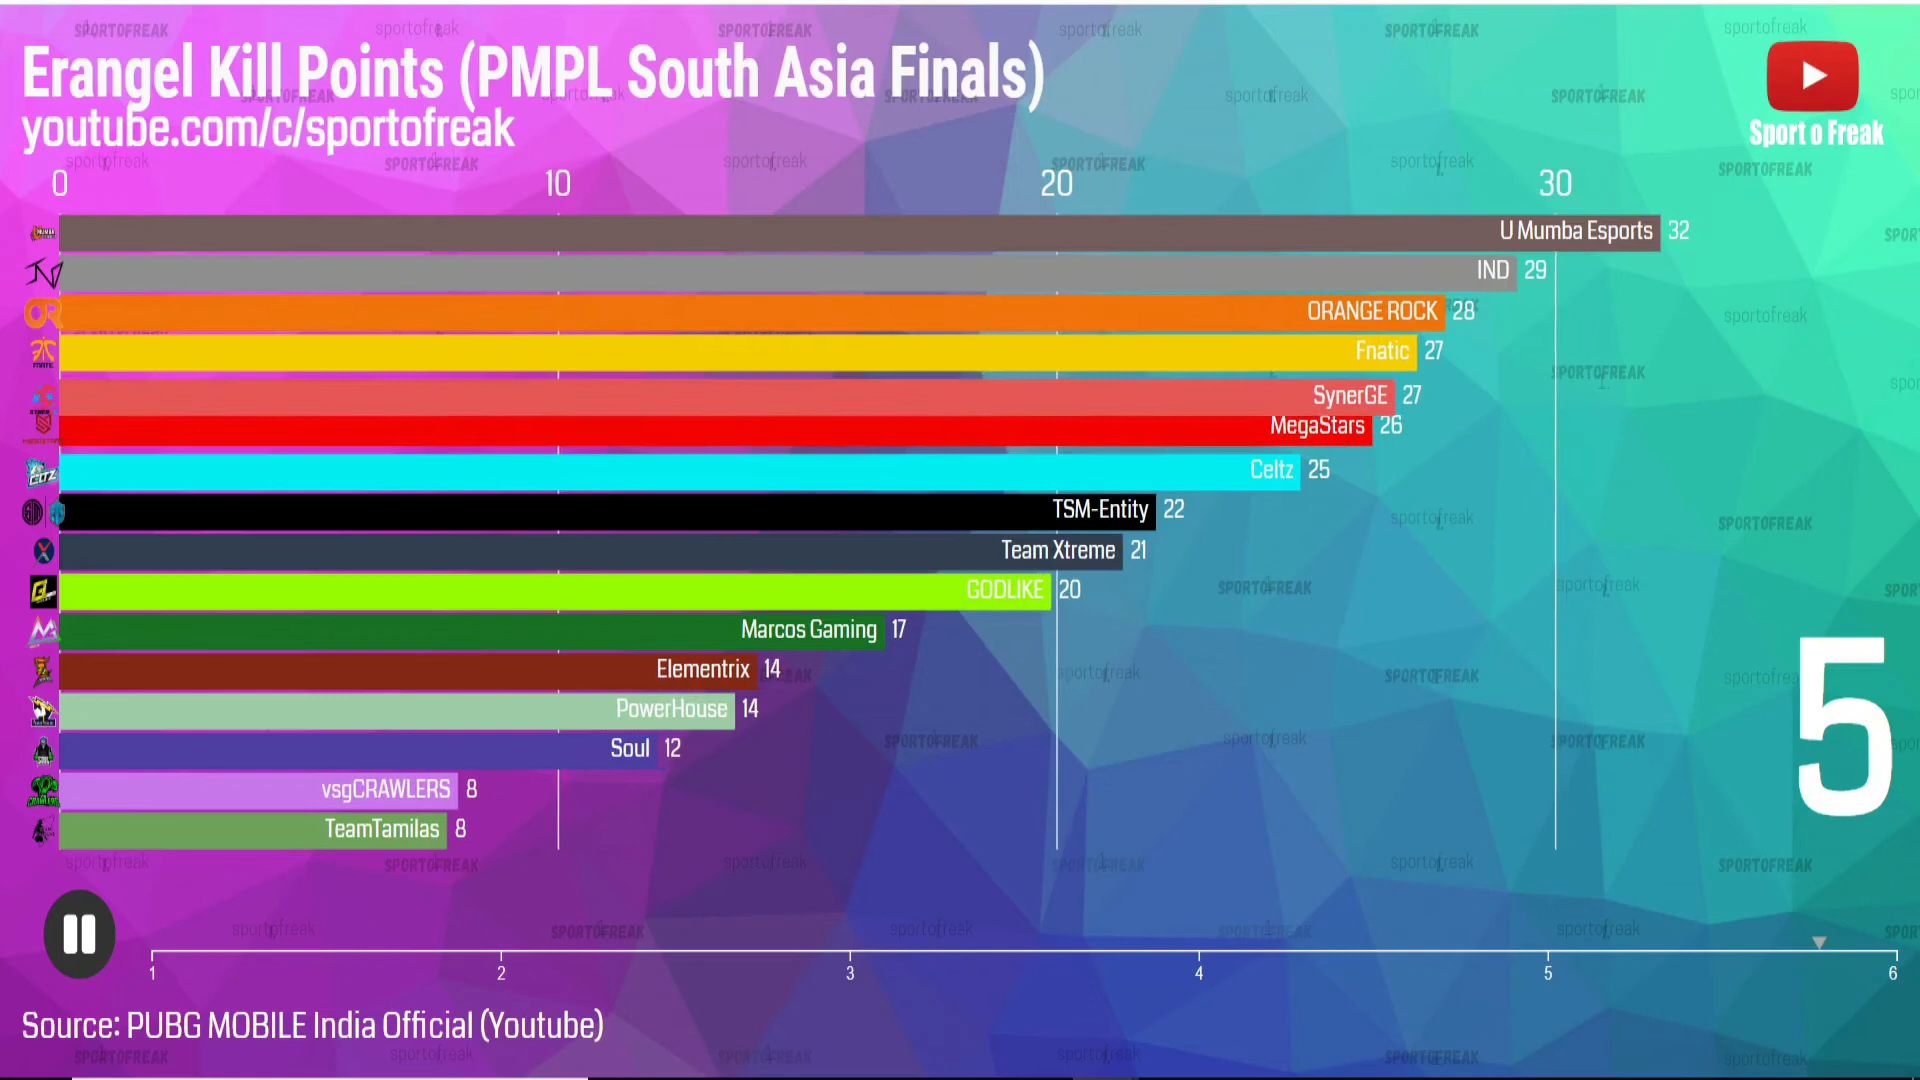 Erangel Kill Points (PMPL South Asia Finals)
youtube.com/c/sportofreak
Sport o Freak
0 10 20 30
U Mumba Esports 32
IND 29
ORANGE ROCK 28
Fnatic 27
SynerGE 27
MegaStars 26
Celtz 25
TSM-Entity 22
Team Xtreme 21
GODLIKE 20
Marcos Gaming 17
Elementrix 14
PowerHouse 14
Soul 12
vsgCRAWLERS 8
TeamTamilas 8
5
1 2 3 4 5 6
Source: PUBG MOBILE India Official (Youtube)